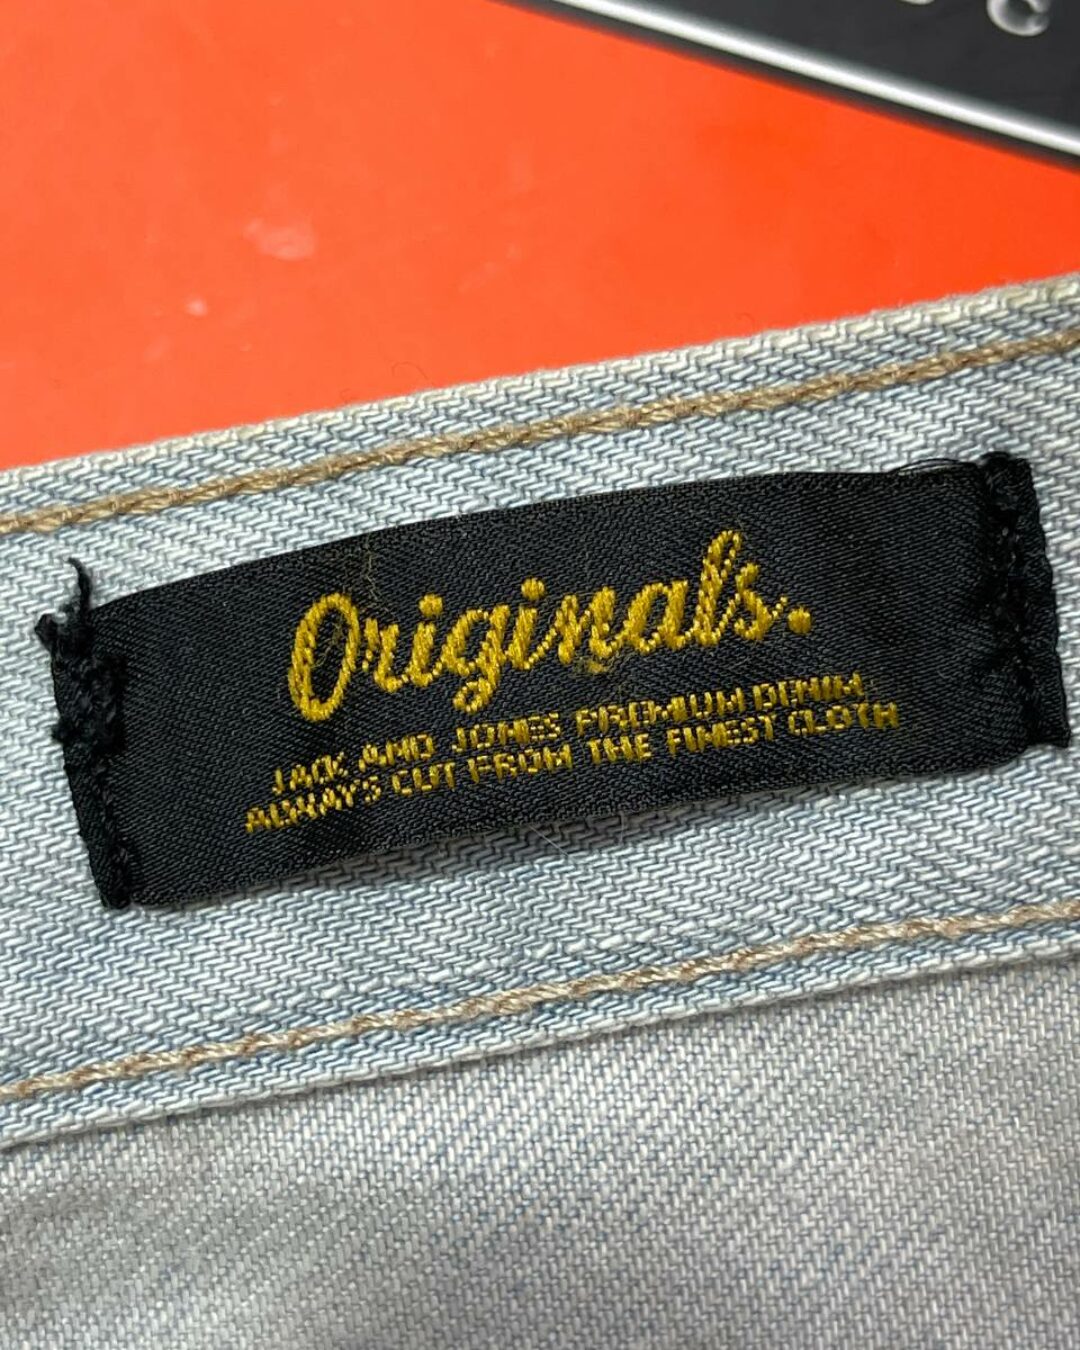 Originals.
JACK AND JONES PREMIUM DENIM
ALWAYS CUT FROM THE FINEST CLOTH